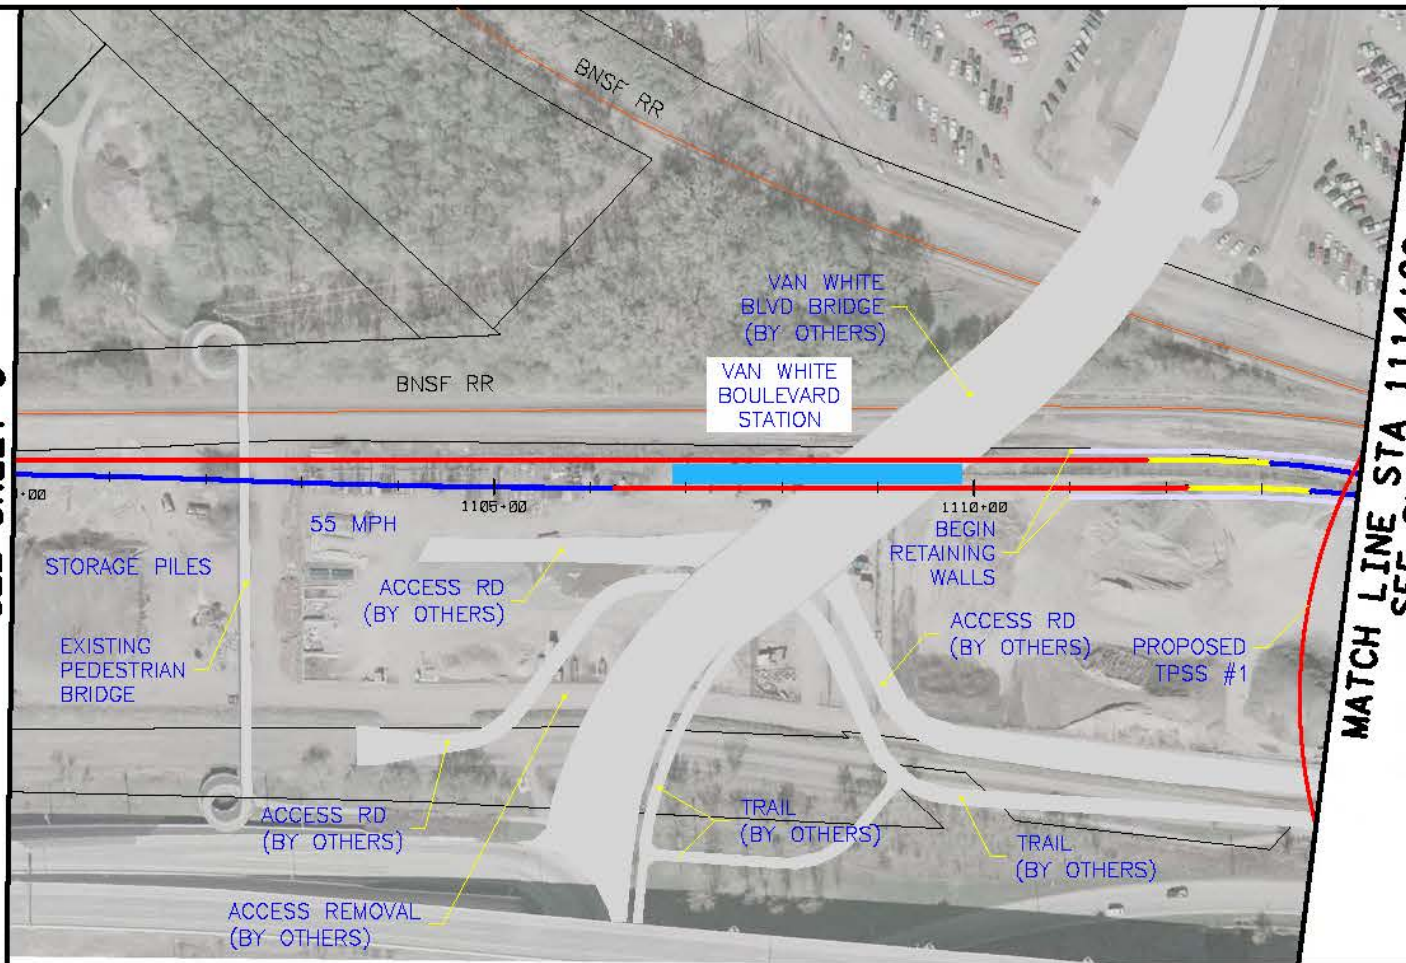 BNSF RR
VAN WHITE
BLVD BRIDGE
(BY OTHERS)
VAN WHITE
BOULEVARD
STATION
BNSF RR
1105+00
1110+00
55 MPH
STORAGE PILES
ACCESS RD
(BY OTHERS)
BEGIN
RETAINING
WALLS
EXISTING
PEDESTRIAN
BRIDGE
ACCESS RD
(BY OTHERS)
PROPOSED
TPSS #1
ACCESS RD
(BY OTHERS)
TRAIL
(BY OTHERS)
TRAIL
(BY OTHERS)
ACCESS REMOVAL
(BY OTHERS)
MATCH LINE STA